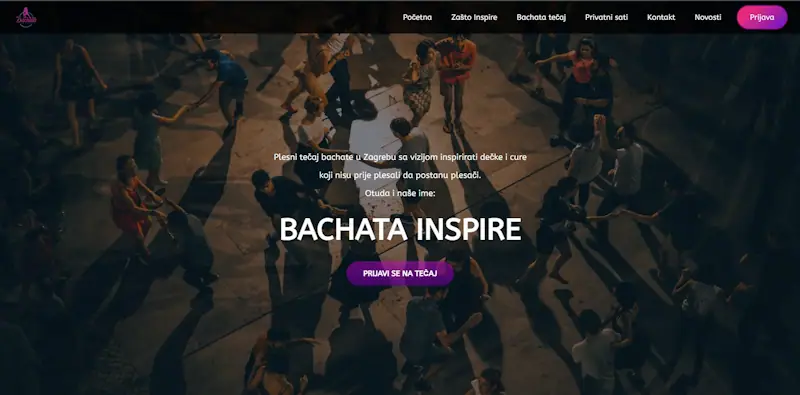 Početna
Zašto Inspire
Bachata tečaj
Privatni sati
Kontakt
Novosti
Prijava
Plesni tečaj bachate u Zagrebu sa vizijom inspirirati dečke i cure
koji nisu prije plesali da postanu plesači.
Otuda i naše ime:
BACHATA INSPIRE
PRIJAVI SE NA TEČAJ